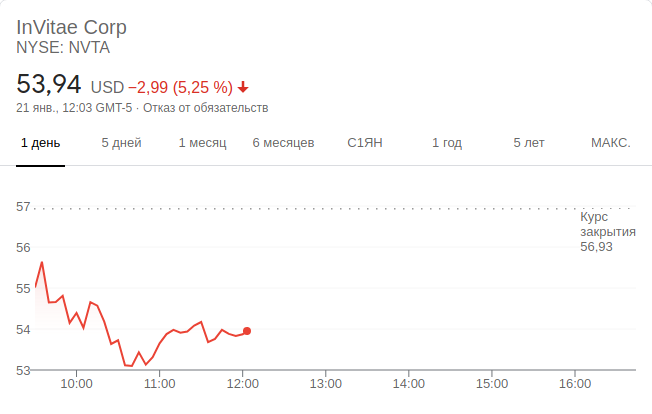 InVitae Corp
NYSE: NVTA
53,94 USD −2,99 (5,25 %)
21 янв., 12:03 GMT-5 · Отказ от обязательств
1 день 5 дней 1 месяц 6 месяцев С1ЯН 1 год 5 лет МАКС.
57
Курс
закрытия
56,93
56
55
54
53
10:00 11:00 12:00 13:00 14:00 15:00 16:00